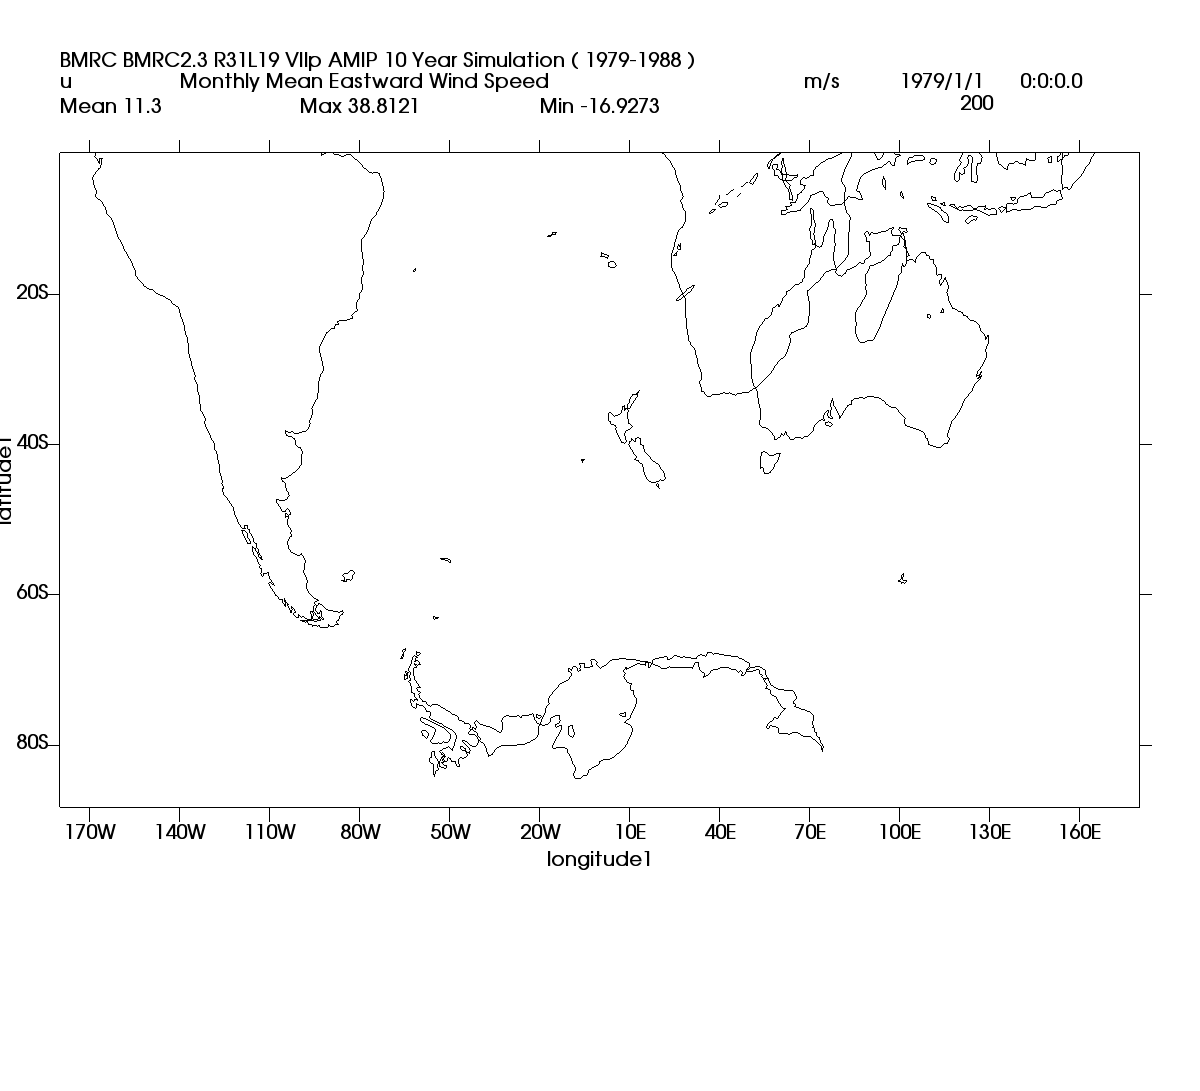 BMRC BMRC2.3 R31L19 VIIp AMIP 10 Year Simulation ( 1979-1988 )
u Monthly Mean Eastward Wind Speed m/s 1979/1/1 0:0:0.0
Mean 11.3 Max 38.8121 Min -16.9273 200
20S
40S
latitude1
60S
80S
170W 140W 110W 80W 50W 20W 10E 40E 70E 100E 130E 160E
longitude1